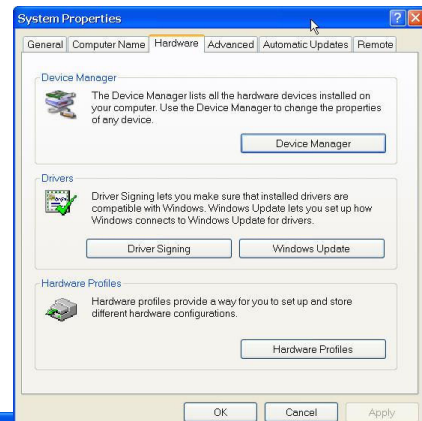 System Properties
General Computer Name Hardware Advanced Automatic Updates Remote
Device Manager
The Device Manager lists all the hardware devices installed on
your computer. Use the Device Manager to change the properties
of any device.
Device Manager
Drivers
Driver Signing lets you make sure that installed drivers are
compatible with Windows. Windows Update lets you set up how
Windows connects to Windows Update for drivers.
Driver Signing Windows Update
Hardware Profiles
Hardware profiles provide a way for you to set up and store
different hardware configurations.
Hardware Profiles
OK Cancel Apply